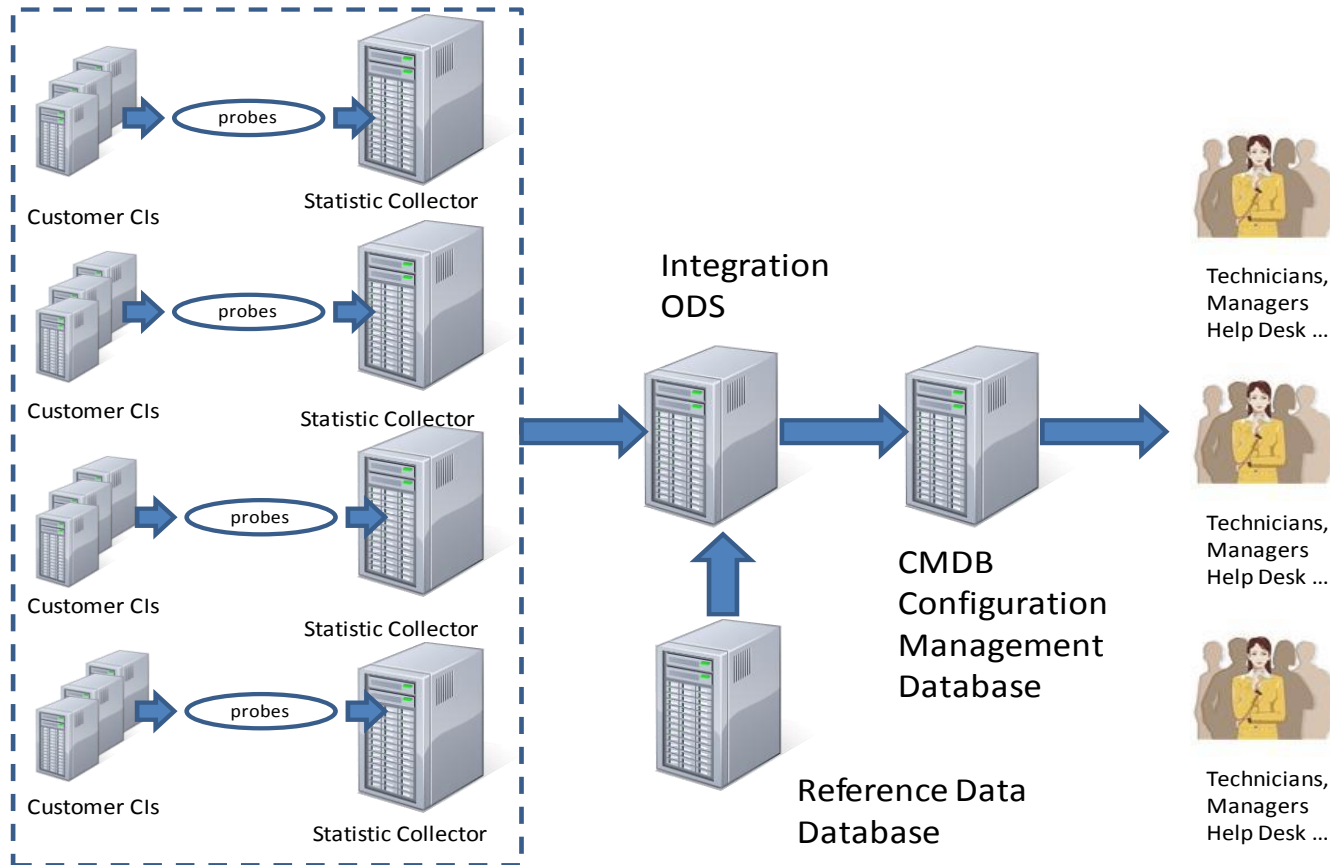 probes
Statistic Collector
Customer CIs
probes
Statistic Collector
Customer CIs
probes
Statistic Collector
Customer CIs
probes
Statistic Collector
Customer CIs
Integration
ODS
CMDB
Configuration
Management
Database
Reference Data
Database
Technicians,
Managers
Help Desk ...
Technicians,
Managers
Help Desk ...
Technicians,
Managers
Help Desk ...